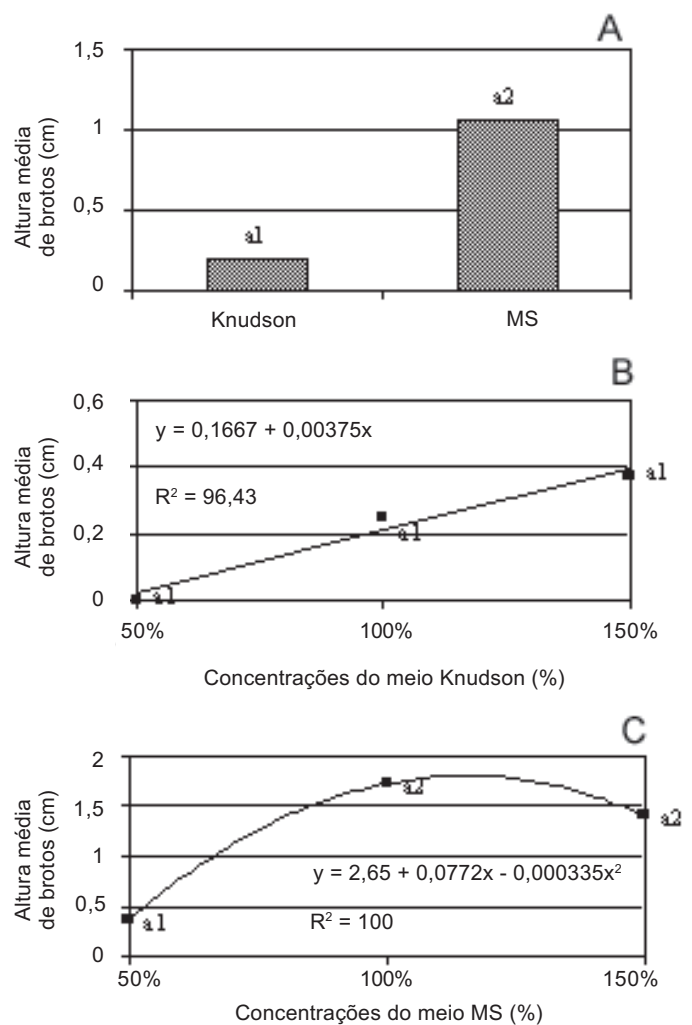 A
1,5
1
0,5
0
Altura média
de brotos (cm)
a1
a2
Knudson
MS
B
0,6
0,4
0,2
0
Altura média
de brotos (cm)
y = 0,1667 + 0,00375x
R² = 96,43
a1
a1
a1
50%
100%
150%
Concentrações do meio Knudson (%)
C
2
1,5
1
0,5
0
Altura média
de brotos (cm)
a1
a2
a2
y = 2,65 + 0,0772x - 0,000335x²
R² = 100
50%
100%
150%
Concentrações do meio MS (%)